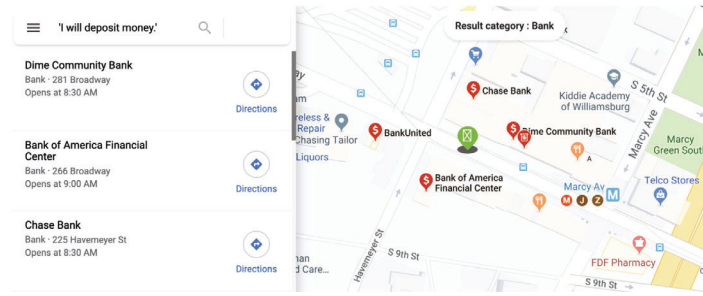 'I will deposit money.'
Dime Community Bank
Bank · 281 Broadway
Opens at 8:30 AM
Directions
Bank of America Financial
Center
Bank · 266 Broadway
Opens at 9:00 AM
Directions
Chase Bank
Bank · 225 Havemeyer St
Opens at 8:30 AM
Directions
Result category : Bank
Chase Bank
Kiddie Academy
of Williamsburg
S 5th St
Marcy Ave
reless &
Repair
Chasing Tailor
Liquors
BankUnited
Dime Community Bank
A
Marcy
Green Sout
Bank of America
Financial Center
Marcy Av
M
M J Z
Telco Stores
Havemeyer St
S 9th St
FDF Pharmacy
S 9th St
d Care...